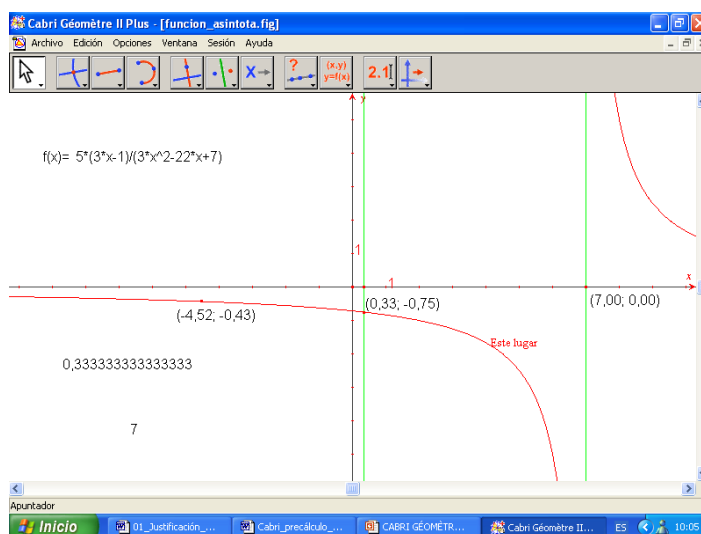 Cabri Géomètre II Plus - [funcion_asintota.fig]
Archivo Edición Opciones Ventana Sesión Ayuda
? (x,y) y=f(x) 2.1
X→
y
f(x)= 5*(3*x-1)/(3*x^2-22*x+7)
1
1
x
(-4,52; -0,43)
(0,33; -0,75)
(7,00; 0,00)
Este lugar
0,333333333333333
7
Apuntador
Inicio
01_Justificación_...
Cabri_precálculo_...
CABRI GÉOMÉTR...
Cabri Géomètre II...
ES
10:05